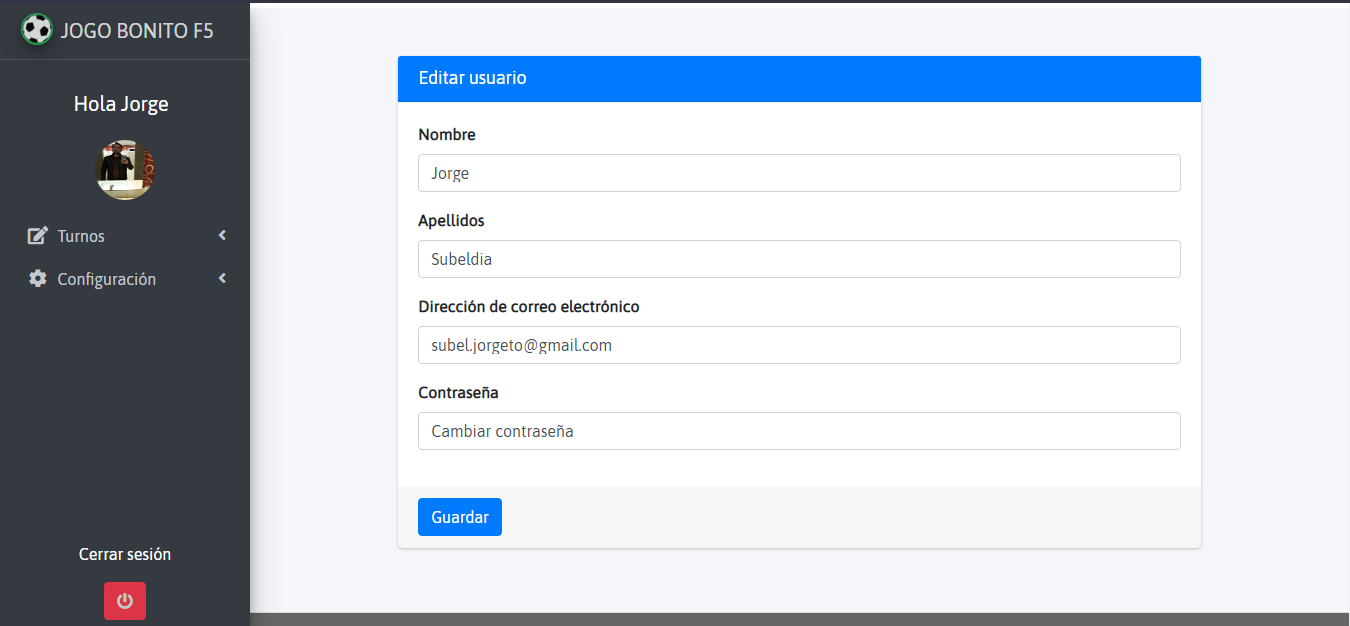 JOGO BONITO F5
Hola Jorge
Turnos
Configuración
Cerrar sesión
Editar usuario
Nombre
Jorge
Apellidos
Subeldia
Dirección de correo electrónico
subel.jorgeto@gmail.com
Contraseña
Cambiar contraseña
Guardar